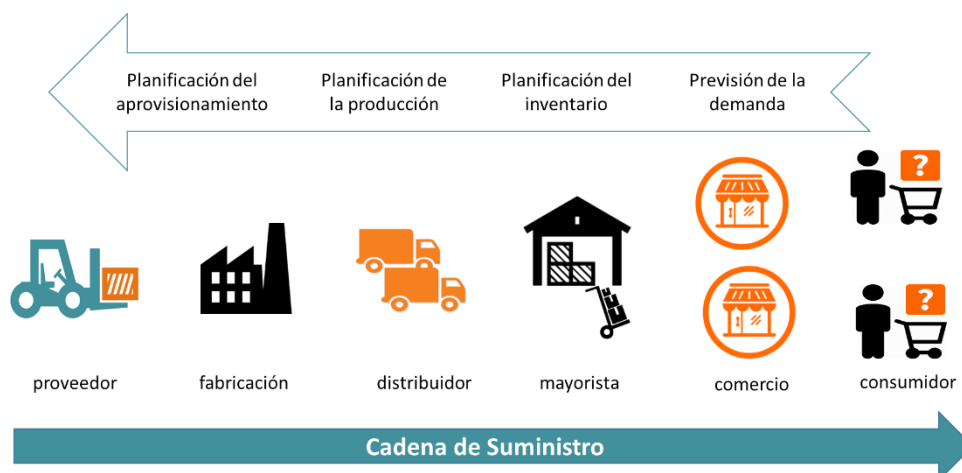 Planificación del
aprovisionamiento
Planificación de
la producción
Planificación del
inventario
Previsión de la
demanda
?
?
proveedor
fabricación
distribuidor
mayorista
comercio
consumidor
Cadena de Suministro